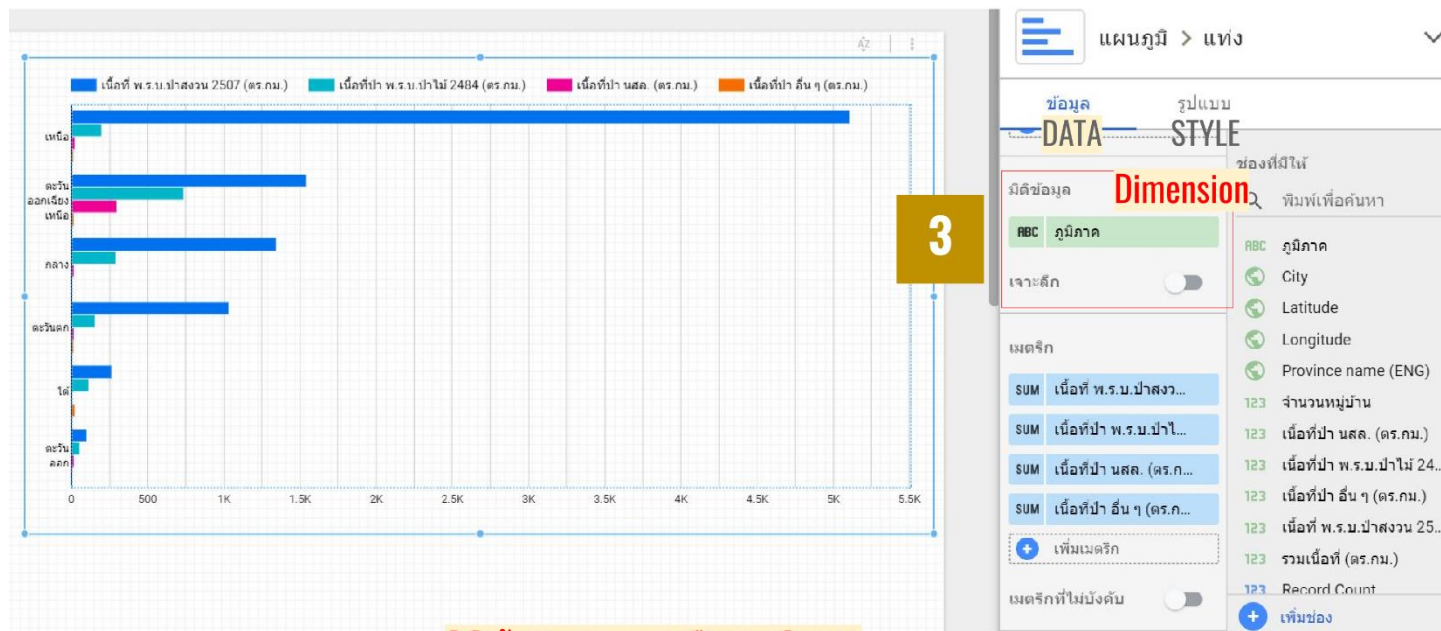 แผนภูมิ > แท่ง
AZ
เนื้อที่ พ.ร.บ.ป่าสงวน 2507 (ตร.กม.) เนื้อที่ป่า พ.ร.บ.ป่าไม้ 2484 (ตร.กม.) เนื้อที่ป่า นสล. (ตร.กม.) เนื้อที่ป่า อื่น ๆ (ตร.กม.)
เหนือ
ตะวัน
ออกเฉียง
เหนือ
กลาง
ตะวันตก
ใต้
ตะวัน
ออก
0 500 1K 1.5K 2K 2.5K 3K 3.5K 4K 4.5K 5K 5.5K
3
ข้อมูล รูปแบบ
DATA STYLE
มิติข้อมูล Dimension
ABC ภูมิภาค
เจาะลึก
เมตริก
SUM เนื้อที่ พ.ร.บ.ป่าสงว...
SUM เนื้อที่ป่า พ.ร.บ.ป่าไ...
SUM เนื้อที่ป่า นสล. (ตร.ก...
SUM เนื้อที่ป่า อื่น ๆ (ตร.ก...
เพิ่มเมตริก
เมตริกที่ไม่บังคับ
ช่องที่มีให้
พิมพ์เพื่อค้นหา
ABC ภูมิภาค
City
Latitude
Longitude
Province name (ENG)
123 จำนวนหมู่บ้าน
123 เนื้อที่ป่า นสล. (ตร.กม.)
123 เนื้อที่ป่า พ.ร.บ.ป่าไม้ 24..
123 เนื้อที่ป่า อื่น ๆ (ตร.กม.)
123 เนื้อที่ พ.ร.บ.ป่าสงวน 25..
123 รวมเนื้อที่ (ตร.กม.)
123 Record Count
เพิ่มช่อง